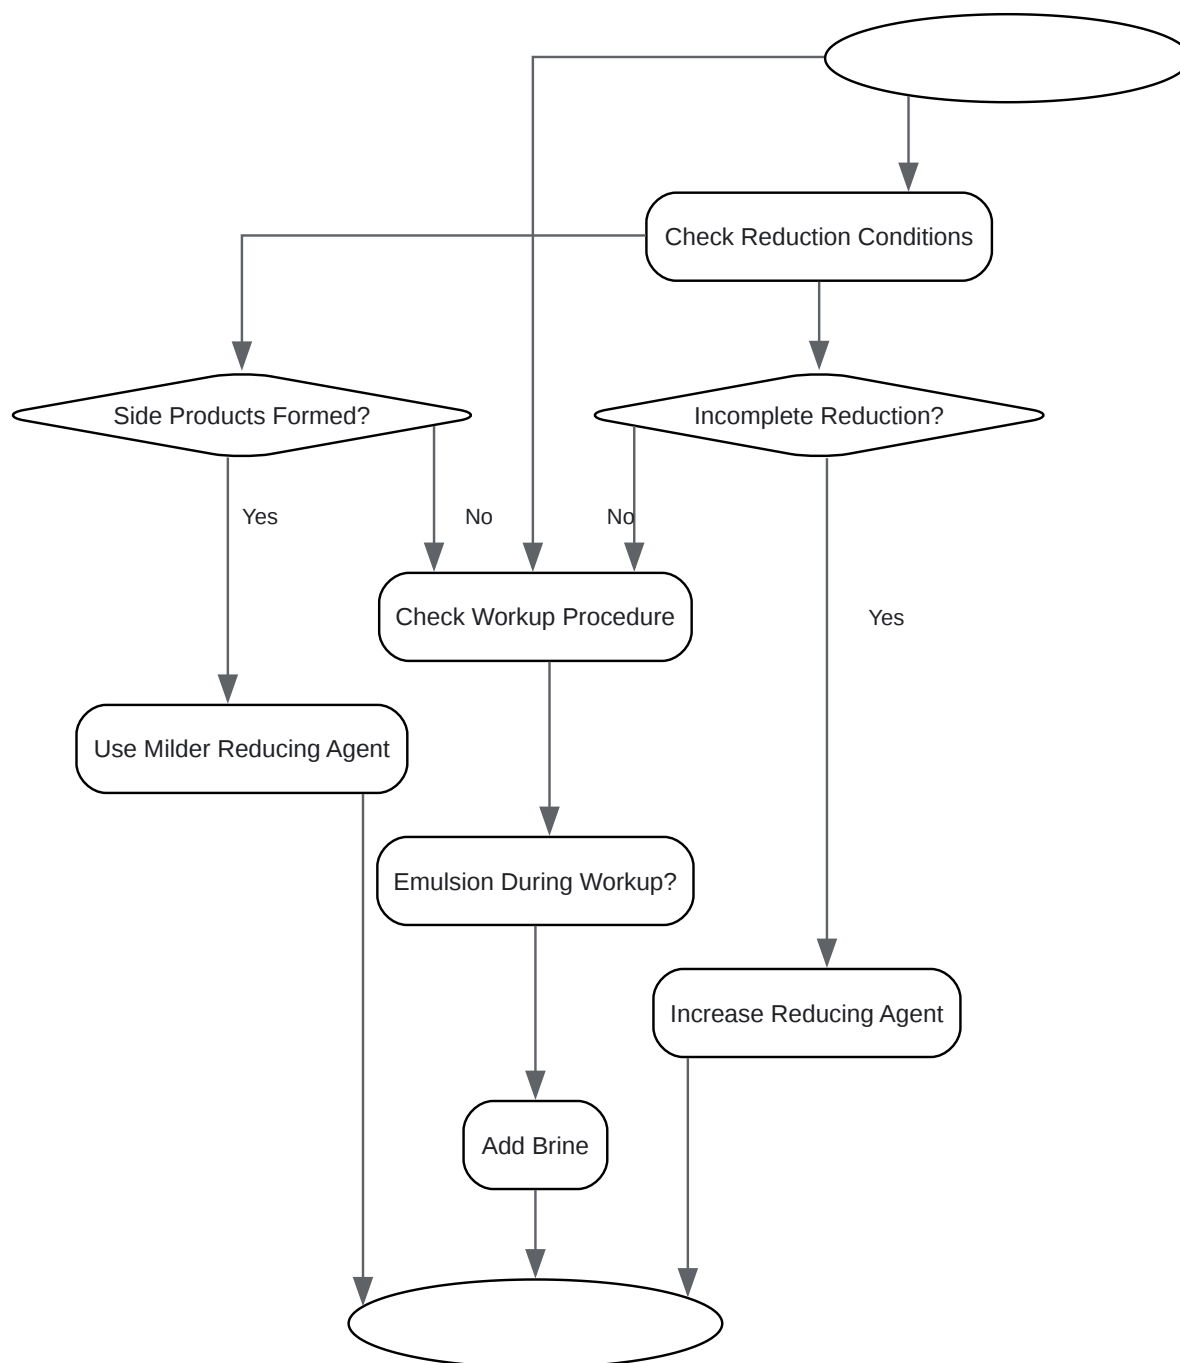 Check Reduction Conditions
Side Products Formed?
Incomplete Reduction?
Yes
No
No
Check Workup Procedure
Yes
Use Milder Reducing Agent
Emulsion During Workup?
Increase Reducing Agent
Add Brine